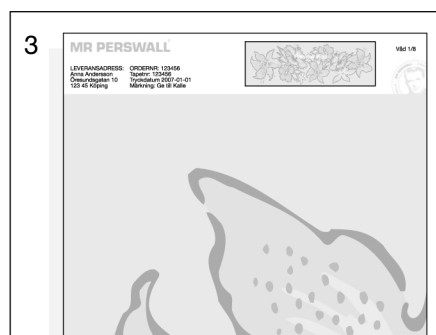 3
MR PERSWALL
Våd 1/8
LEVERANSADRESS:
Anna Andersson
Öresundsgatan 10
123 45 Köping
ORDERNR: 123456
Tapetnr: 123456
Tryckdatum 2007-01-01
Märkning: Ge till Kalle